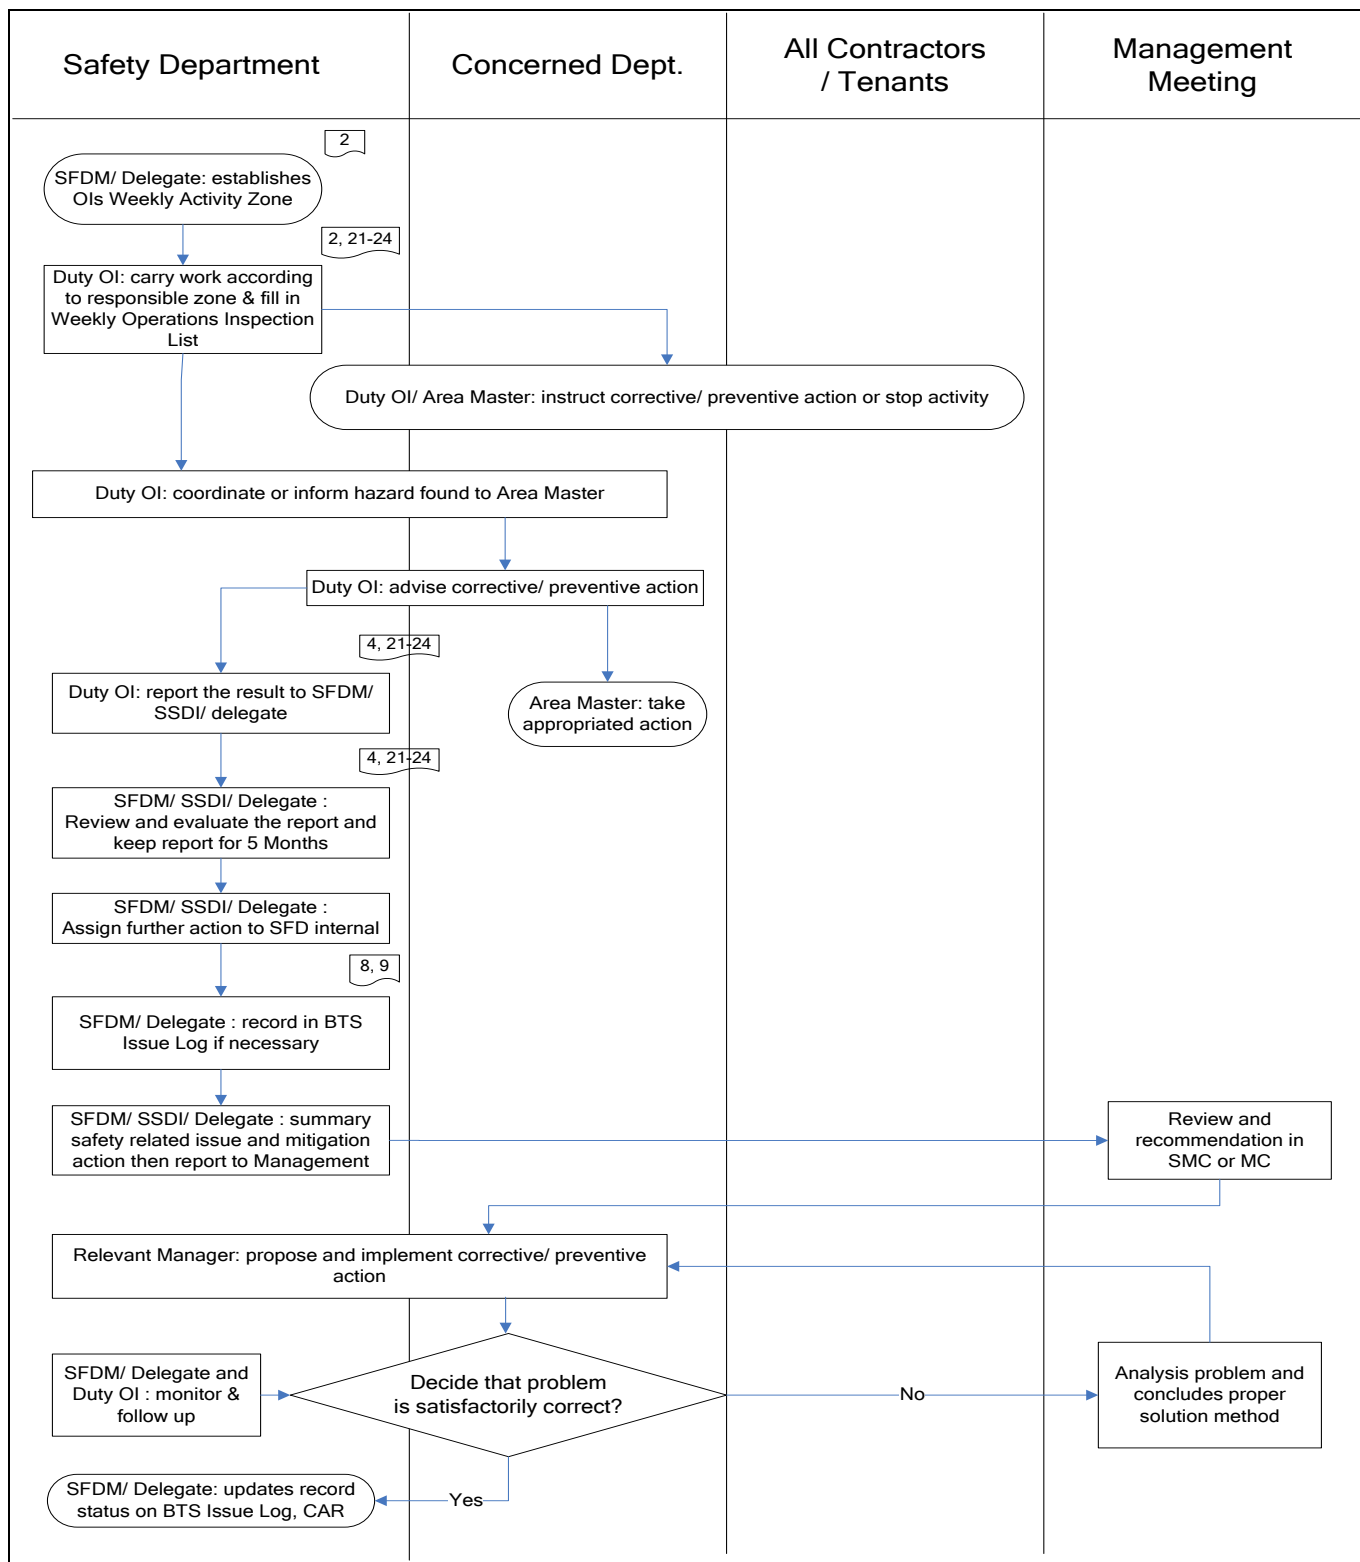 Safety Department
Concerned Dept.
All Contractors
/ Tenants
Management
Meeting
2
SFDM/ Delegate: establishes
OIs Weekly Activity Zone
2, 21-24
Duty OI: carry work according
to responsible zone & fill in
Weekly Operations Inspection
List
Duty OI/ Area Master: instruct corrective/ preventive action or stop activity
Duty OI: coordinate or inform hazard found to Area Master
Duty OI: advise corrective/ preventive action
4, 21-24
Duty OI: report the result to SFDM/
SSDI/ delegate
Area Master: take
appropriated action
4, 21-24
SFDM/ SSDI/ Delegate :
Review and evaluate the report and
keep report for 5 Months
SFDM/ SSDI/ Delegate :
Assign further action to SFD internal
8, 9
SFDM/ Delegate : record in BTS
Issue Log if necessary
SFDM/ SSDI/ Delegate : summary
safety related issue and mitigation
action then report to Management
Review and
recommendation in
SMC or MC
Relevant Manager: propose and implement corrective/ preventive
action
SFDM/ Delegate and
Duty OI : monitor &
follow up
Decide that problem
is satisfactorily correct?
No
Analysis problem and
concludes proper
solution method
SFDM/ Delegate: updates record
status on BTS Issue Log, CAR
Yes